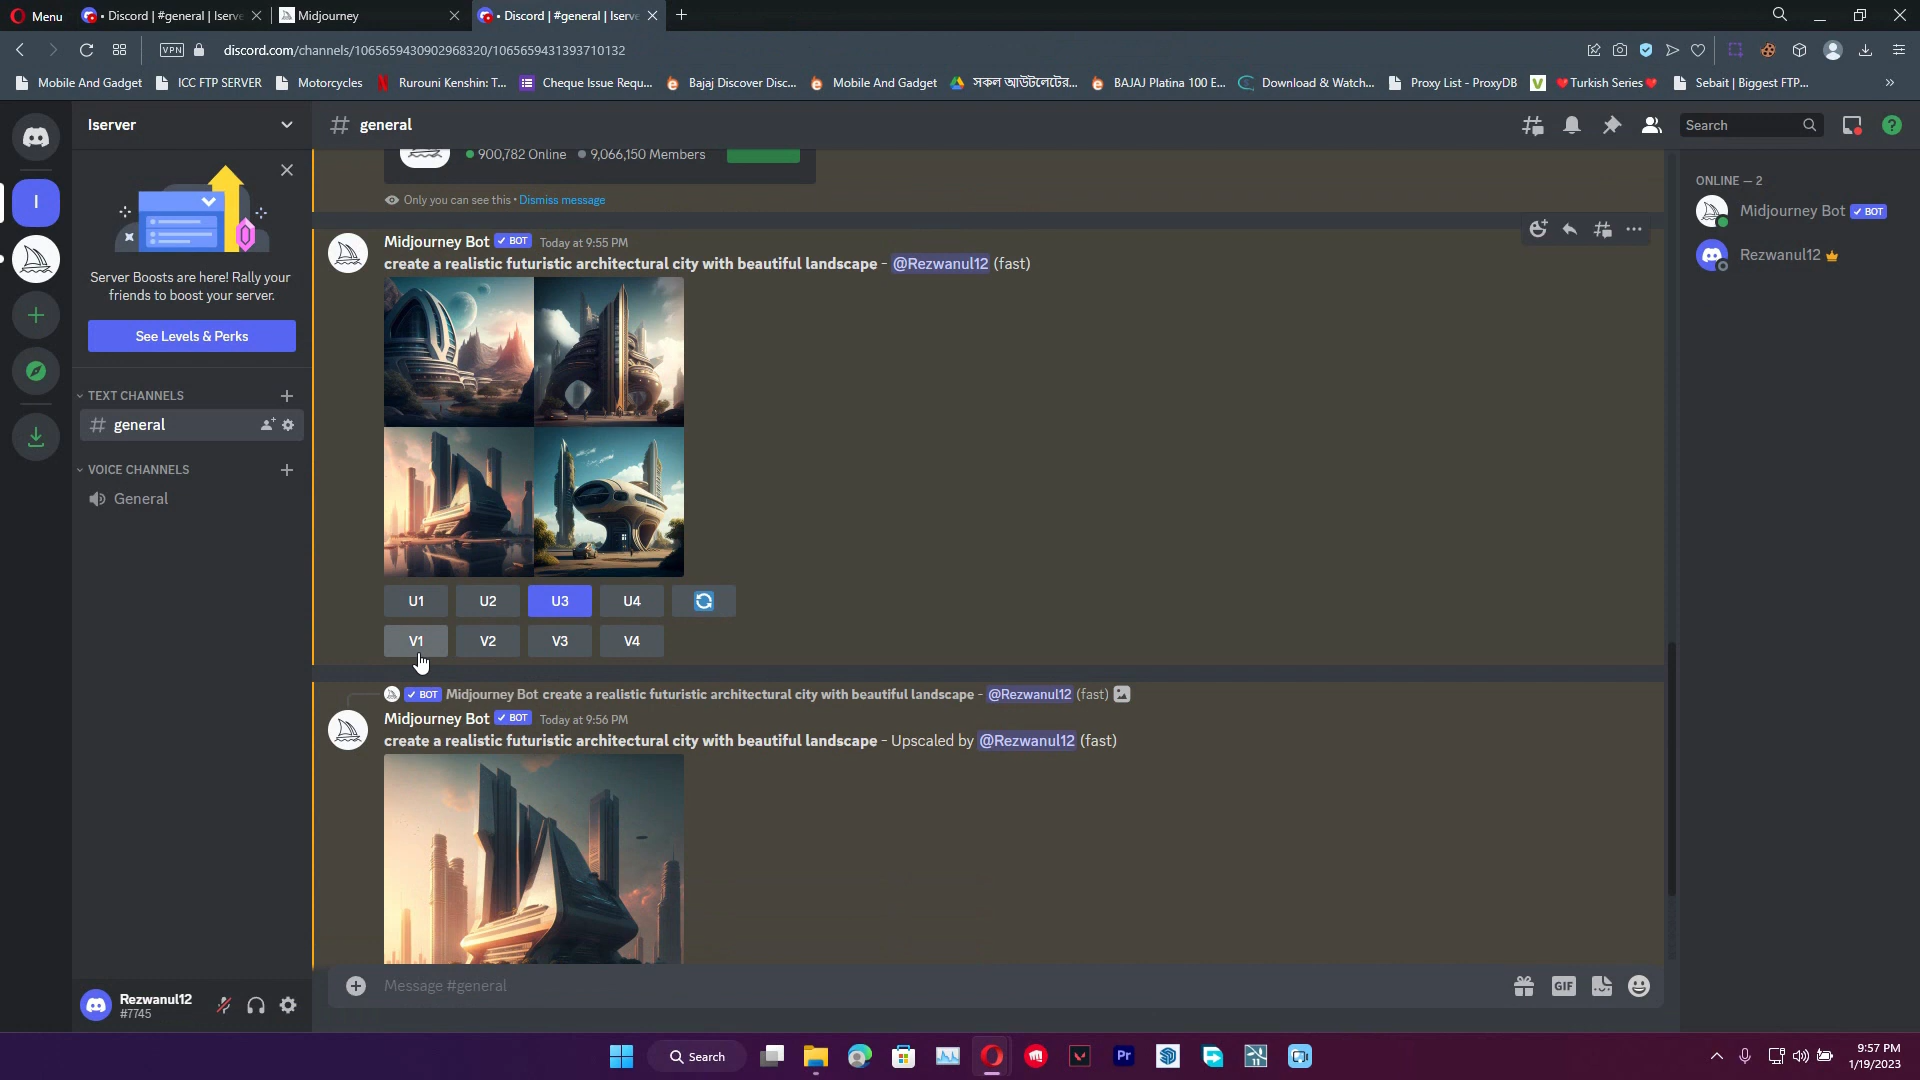 Menu
Discord | #general | Iserve
Midjourney
Discord | #general | Iserve
VPN
discord.com/channels/1065659430902968320/1065659431393710132
Mobile And Gadget
ICC FTP SERVER
Motorcycles
Rurouni Kenshin: T...
Cheque Issue Requ...
Bajaj Discover Disc...
Mobile And Gadget
সকল আউটলেটের...
BAJAJ Platina 100 E...
Download & Watch...
Proxy List - ProxyDB
Turkish Series
Sebait | Biggest FTP...
Iserver
general
Search
Server Boosts are here! Rally your
friends to boost your server.
See Levels & Perks
TEXT CHANNELS
general
VOICE CHANNELS
General
Rezwanul12
#7745
900,782 Online
9,066,150 Members
Only you can see this • Dismiss message
Midjourney Bot BOT Today at 9:55 PM
create a realistic futuristic architectural city with beautiful landscape - @Rezwanul12 (fast)
U1 U2 U3 U4
V1 V2 V3 V4
BOT Midjourney Bot create a realistic futuristic architectural city with beautiful landscape - @Rezwanul12 (fast)
Midjourney Bot BOT Today at 9:56 PM
create a realistic futuristic architectural city with beautiful landscape - Upscaled by @Rezwanul12 (fast)
Message #general
GIF
ONLINE — 2
Midjourney Bot BOT
Rezwanul12
I
Search
Pr
11
9:57 PM
1/19/2023